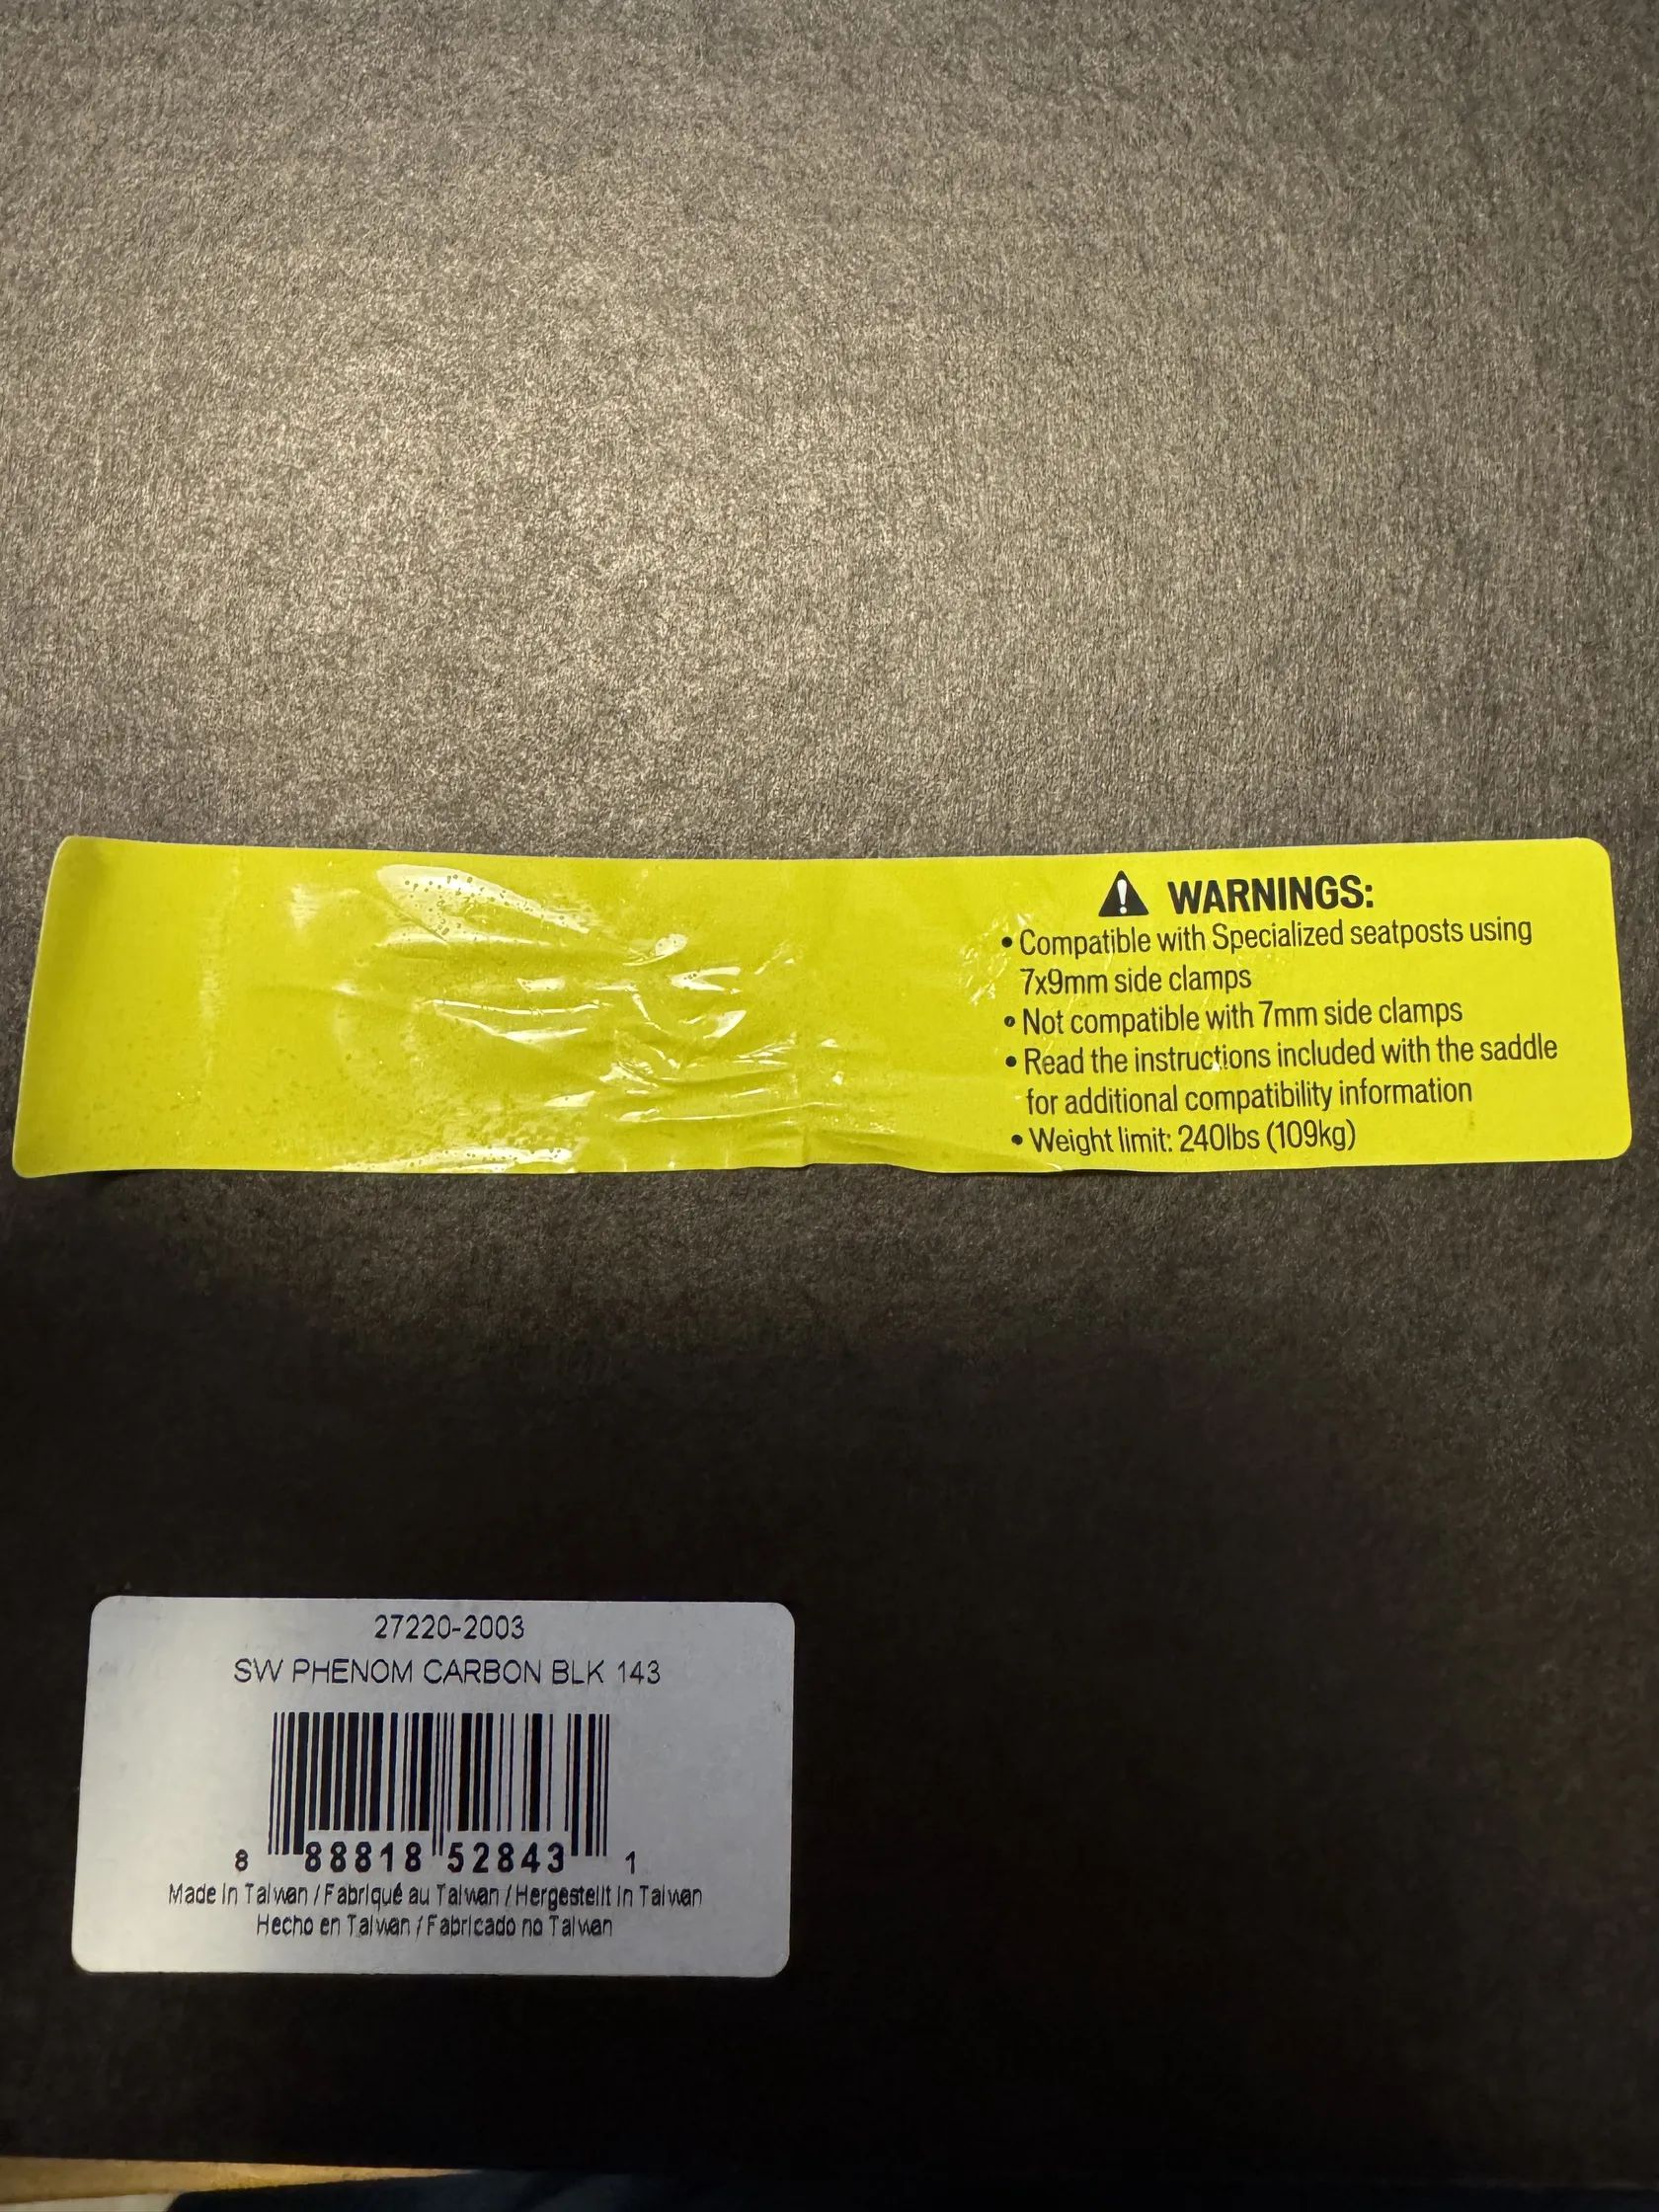 ⚠ WARNINGS:
• Compatible with Specialized seatposts using
7x9mm side clamps
• Not compatible with 7mm side clamps
• Read the instructions included with the saddle
for additional compatibility information
• Weight limit: 240lbs (109kg)
27220-2003
SW PHENOM CARBON BLK 143
8 88818 52843 1
Made in Taiwan / Fabriqué au Taiwan / Hergestellt in Taiwan
Hecho en Taiwan / Fabricado no Taiwan